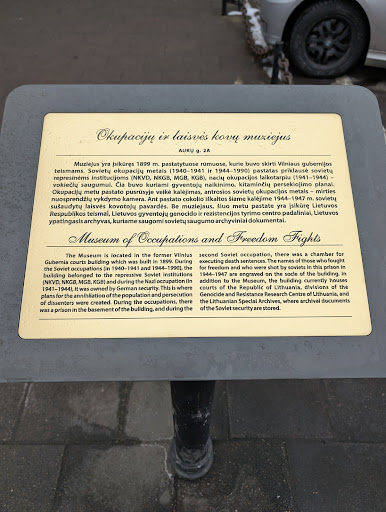 Okupacijų ir laisvės kovų muziejus
AUKŲ g. 2A
Muziejus yra įsikūręs 1899 m. pastatytuose rūmuose, kurie buvo skirti Vilniaus gubernijos
teismams. Sovietų okupacijų metais (1940–1941 ir 1944–1990) pastatas priklausė sovietų
represinėms institucijoms (NKVD, NKGB, MGB, KGB), nacių okupacijos laikotarpiu (1941–1944) –
vokiečių saugumui. Čia buvo kuriami gyventojų naikinimo, kitaminčių persekiojimo planai.
Okupacijų metu pastato pusrūsyje veikė kalėjimas, antrosios sovietų okupacijos metais – mirties
nuosprendžių vykdymo kamera. Ant pastato cokolio iškaltos šiame kalėjime 1944–1947 m. sovietų
sušaudytų laisvės kovotojų pavardės. Be muziejaus, šiuo metu pastate yra įsikūrę Lietuvos
Respublikos teismai, Lietuvos gyventojų genocido ir rezistencijos tyrimo centro padaliniai, Lietuvos
ypatingasis archyvas, kuriame saugomi sovietų saugumo archyviniai dokumentai.
Museum of Occupations and Freedom Fights
The Museum is located in the former Vilnius
Gubernia courts building which was built in 1899. During
the Soviet occupations (in 1940–1941 and 1944–1990), the
building belonged to the repressive Soviet institutions
(NKVD, NKGB, MGB, KGB) and during the Nazi occupation (in
1941–1944), it was owned by German security. This is where
plans for the annihilation of the population and persecution
of dissenters were created. During the occupations, there
was a prison in the basement of the building, and during the
second Soviet occupation, there was a chamber for
executing death sentences. The names of those who fought
for freedom and who were shot by soviets in this prison in
1944–1947 are engraved on the socle of the building. In
addition to the Museum, the building currently houses
courts of the Republic of Lithuania, divisions of the
Genocide and Resistance Research Centre of Lithuania, and
the Lithuanian Special Archives, where archival documents
of the Soviet security are stored.